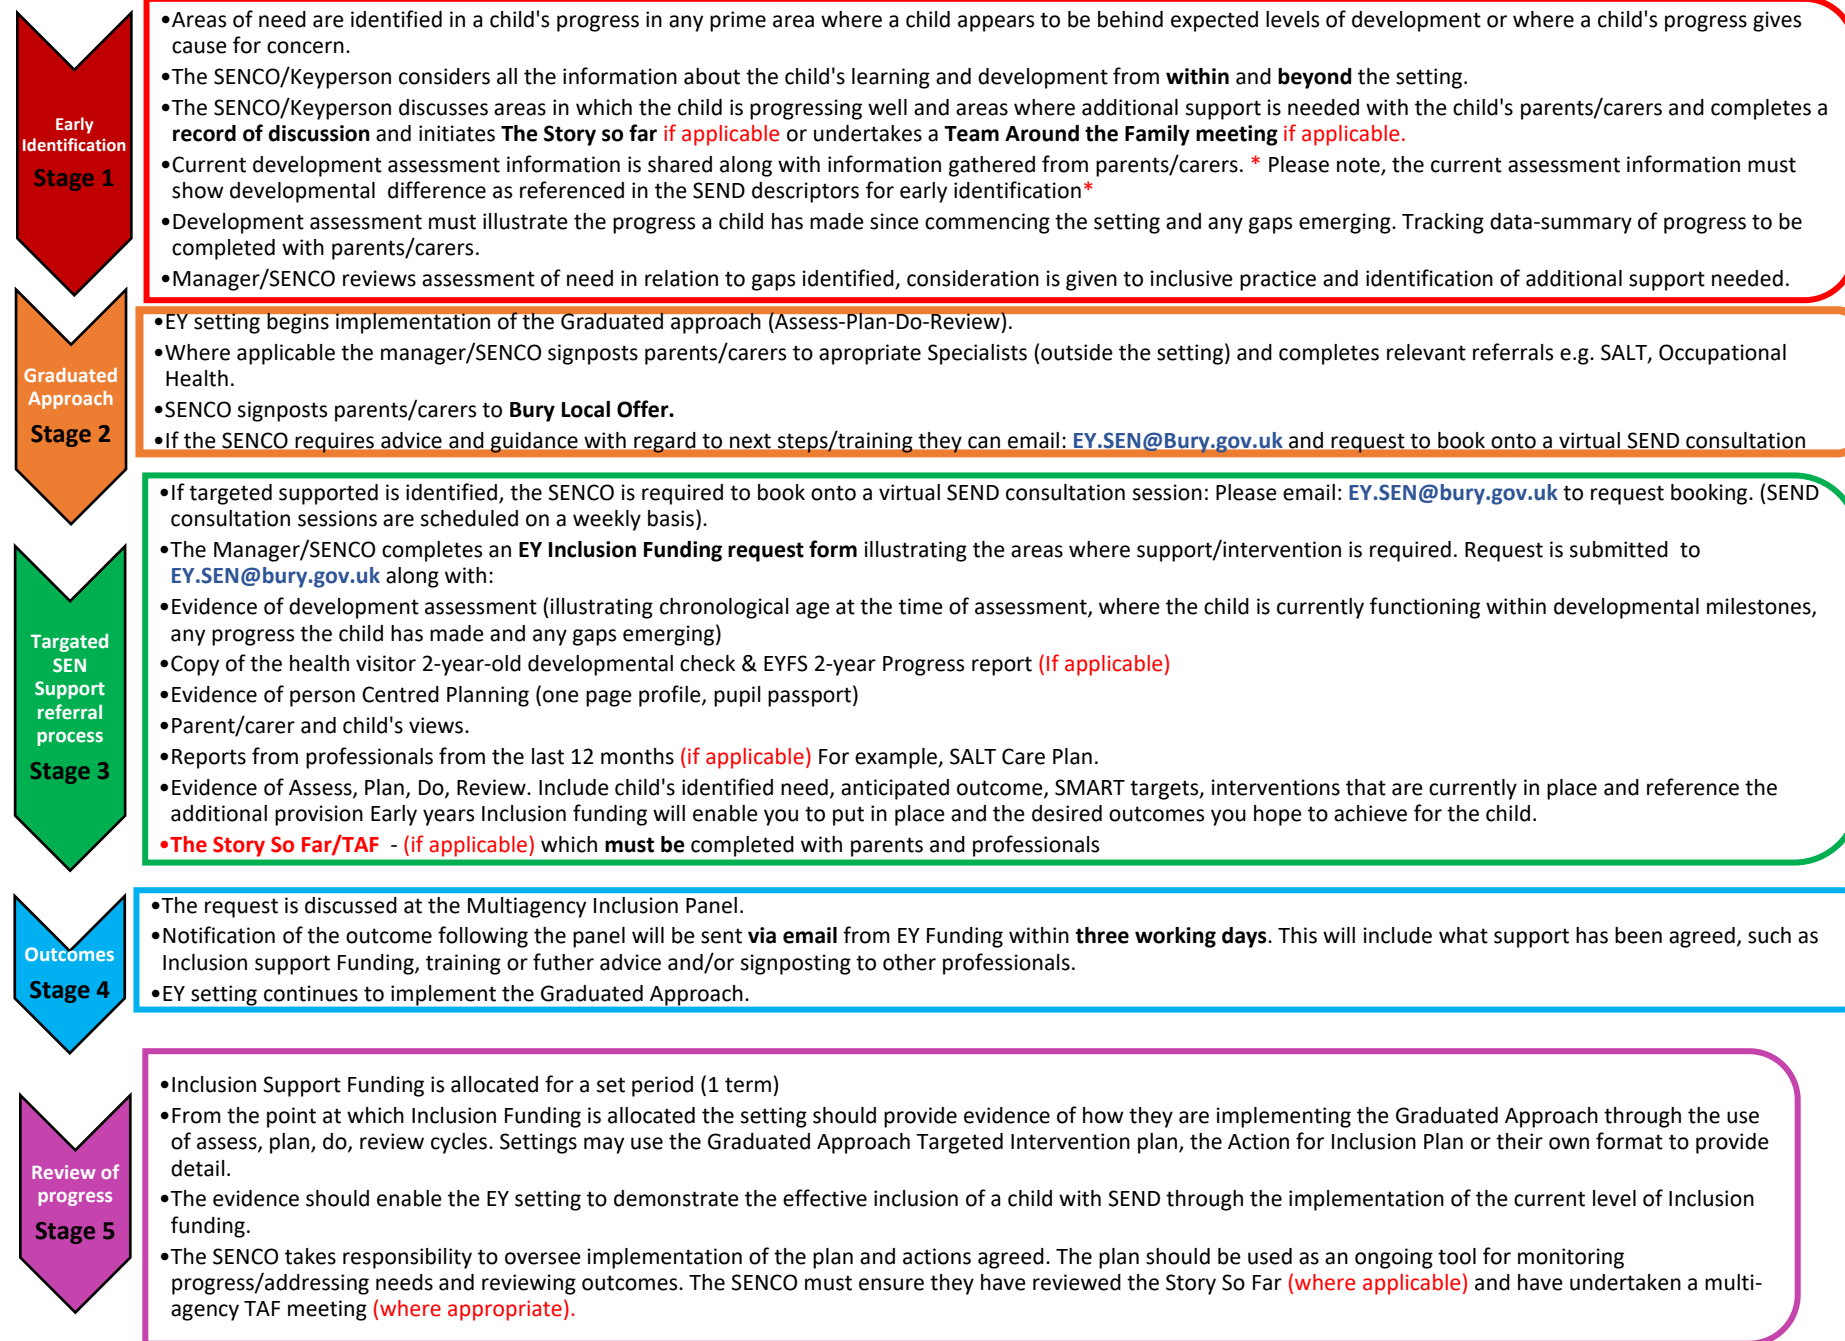 Early
Identification
Stage 1
•Areas of need are identified in a child's progress in any prime area where a child appears to be behind expected levels of development or where a child's progress gives
cause for concern.
•The SENCO/Keyperson considers all the information about the child's learning and development from within and beyond the setting.
•The SENCO/Keyperson discusses areas in which the child is progressing well and areas where additional support is needed with the child's parents/carers and completes a
record of discussion and initiates The Story so far if applicable or undertakes a Team Around the Family meeting if applicable.
•Current development assessment information is shared along with information gathered from parents/carers. * Please note, the current assessment information must
show developmental difference as referenced in the SEND descriptors for early identification*
•Development assessment must illustrate the progress a child has made since commencing the setting and any gaps emerging. Tracking data-summary of progress to be
completed with parents/carers.
•Manager/SENCO reviews assessment of need in relation to gaps identified, consideration is given to inclusive practice and identification of additional support needed.
Graduated
Approach
Stage 2
•EY setting begins implementation of the Graduated approach (Assess-Plan-Do-Review).
•Where applicable the manager/SENCO signposts parents/carers to apropriate Specialists (outside the setting) and completes relevant referrals e.g. SALT, Occupational
Health.
•SENCO signposts parents/carers to Bury Local Offer.
•If the SENCO requires advice and guidance with regard to next steps/training they can email: EY.SEN@Bury.gov.uk and request to book onto a virtual SEND consultation
Targated
SEN
Support
referral
process
Stage 3
•If targeted supported is identified, the SENCO is required to book onto a virtual SEND consultation session: Please email: EY.SEN@bury.gov.uk to request booking. (SEND
consultation sessions are scheduled on a weekly basis).
•The Manager/SENCO completes an EY Inclusion Funding request form illustrating the areas where support/intervention is required. Request is submitted to
EY.SEN@bury.gov.uk along with:
•Evidence of development assessment (illustrating chronological age at the time of assessment, where the child is currently functioning within developmental milestones,
any progress the child has made and any gaps emerging)
•Copy of the health visitor 2-year-old developmental check & EYFS 2-year Progress report (If applicable)
•Evidence of person Centred Planning (one page profile, pupil passport)
•Parent/carer and child's views.
•Reports from professionals from the last 12 months (if applicable) For example, SALT Care Plan.
•Evidence of Assess, Plan, Do, Review. Include child's identified need, anticipated outcome, SMART targets, interventions that are currently in place and reference the
additional provision Early years Inclusion funding will enable you to put in place and the desired outcomes you hope to achieve for the child.
•The Story So Far/TAF - (if applicable) which must be completed with parents and professionals
Outcomes
Stage 4
•The request is discussed at the Multiagency Inclusion Panel.
•Notification of the outcome following the panel will be sent via email from EY Funding within three working days. This will include what support has been agreed, such as
Inclusion support Funding, training or futher advice and/or signposting to other professionals.
•EY setting continues to implement the Graduated Approach.
Review of
progress
Stage 5
•Inclusion Support Funding is allocated for a set period (1 term)
•From the point at which Inclusion Funding is allocated the setting should provide evidence of how they are implementing the Graduated Approach through the use
of assess, plan, do, review cycles. Settings may use the Graduated Approach Targeted Intervention plan, the Action for Inclusion Plan or their own format to provide
detail.
•The evidence should enable the EY setting to demonstrate the effective inclusion of a child with SEND through the implementation of the current level of Inclusion
funding.
•The SENCO takes responsibility to oversee implementation of the plan and actions agreed. The plan should be used as an ongoing tool for monitoring
progress/addressing needs and reviewing outcomes. The SENCO must ensure they have reviewed the Story So Far (where applicable) and have undertaken a multi-
agency TAF meeting (where appropriate).